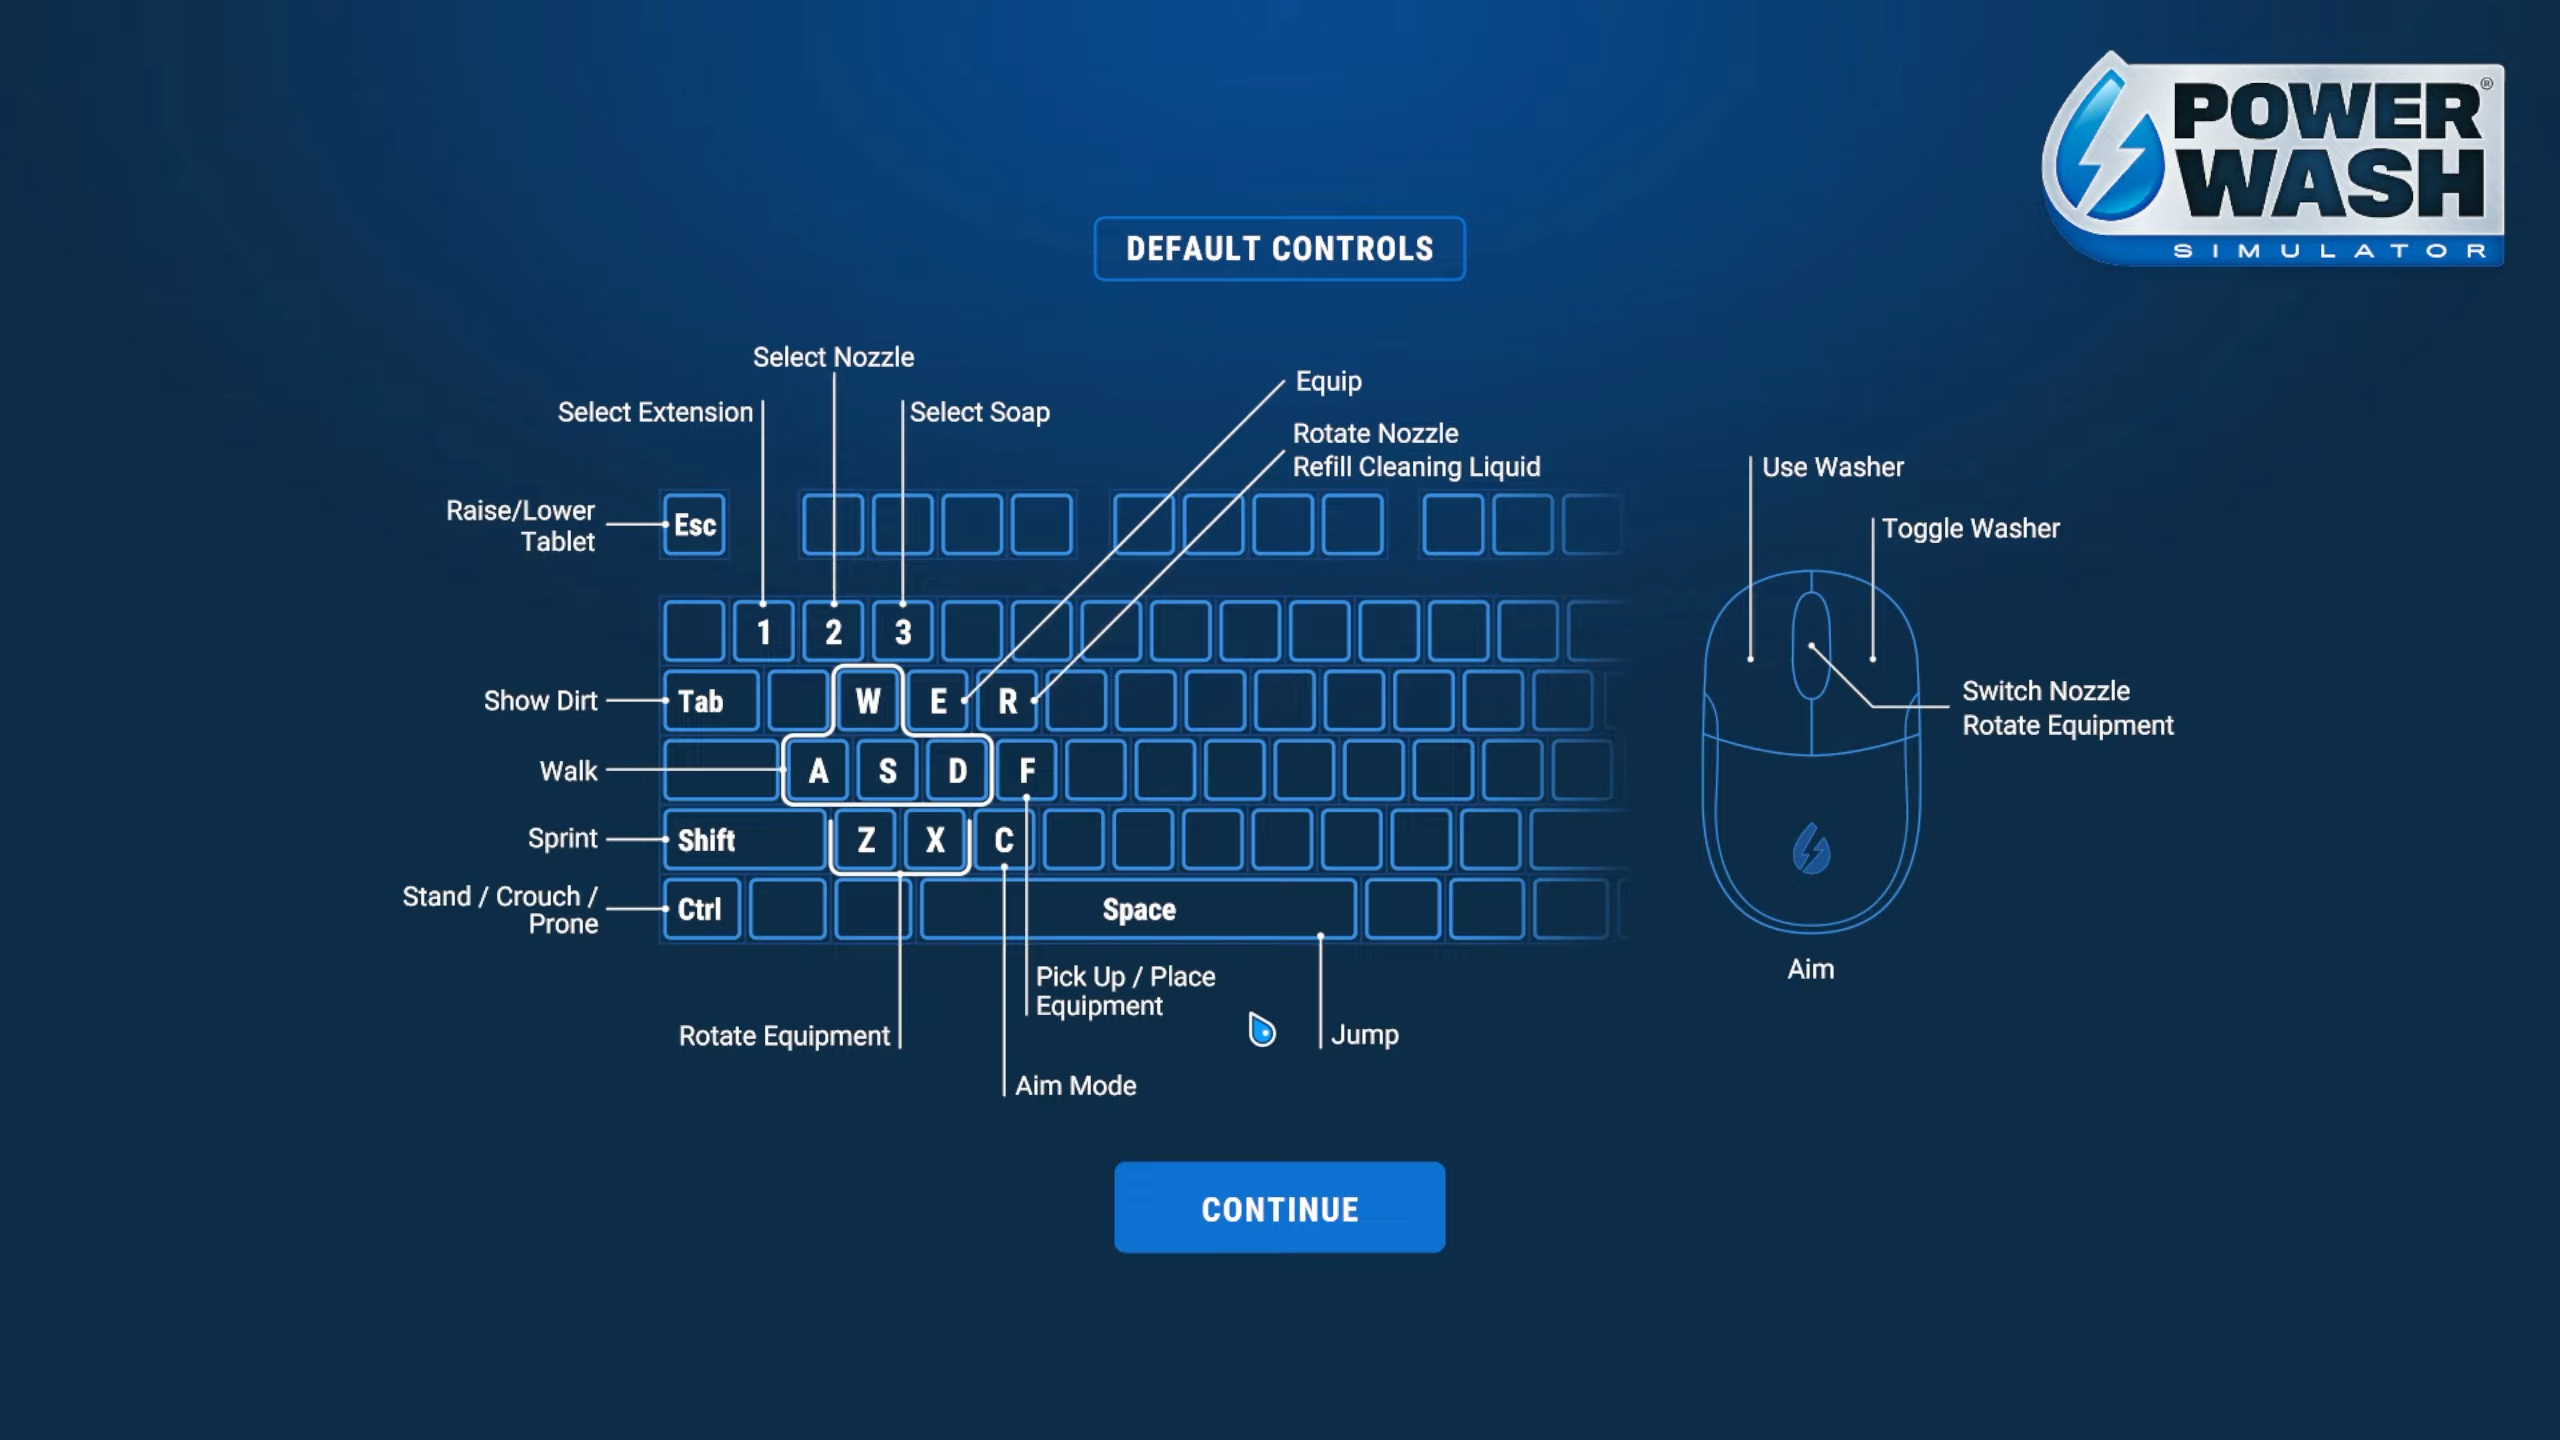 POWER®
WASH
SIMULATOR
DEFAULT CONTROLS
Select Nozzle
Select Extension
Select Soap
Equip
Rotate Nozzle
Refill Cleaning Liquid
Use Washer
Toggle Washer
Raise/Lower
Tablet
Esc
1 2 3
Show Dirt
Tab W E R
Switch Nozzle
Rotate Equipment
Walk
A S D F
Sprint
Shift Z X C
Stand / Crouch /
Prone
Ctrl Space
Aim
Pick Up / Place
Equipment
Rotate Equipment
Jump
Aim Mode
CONTINUE